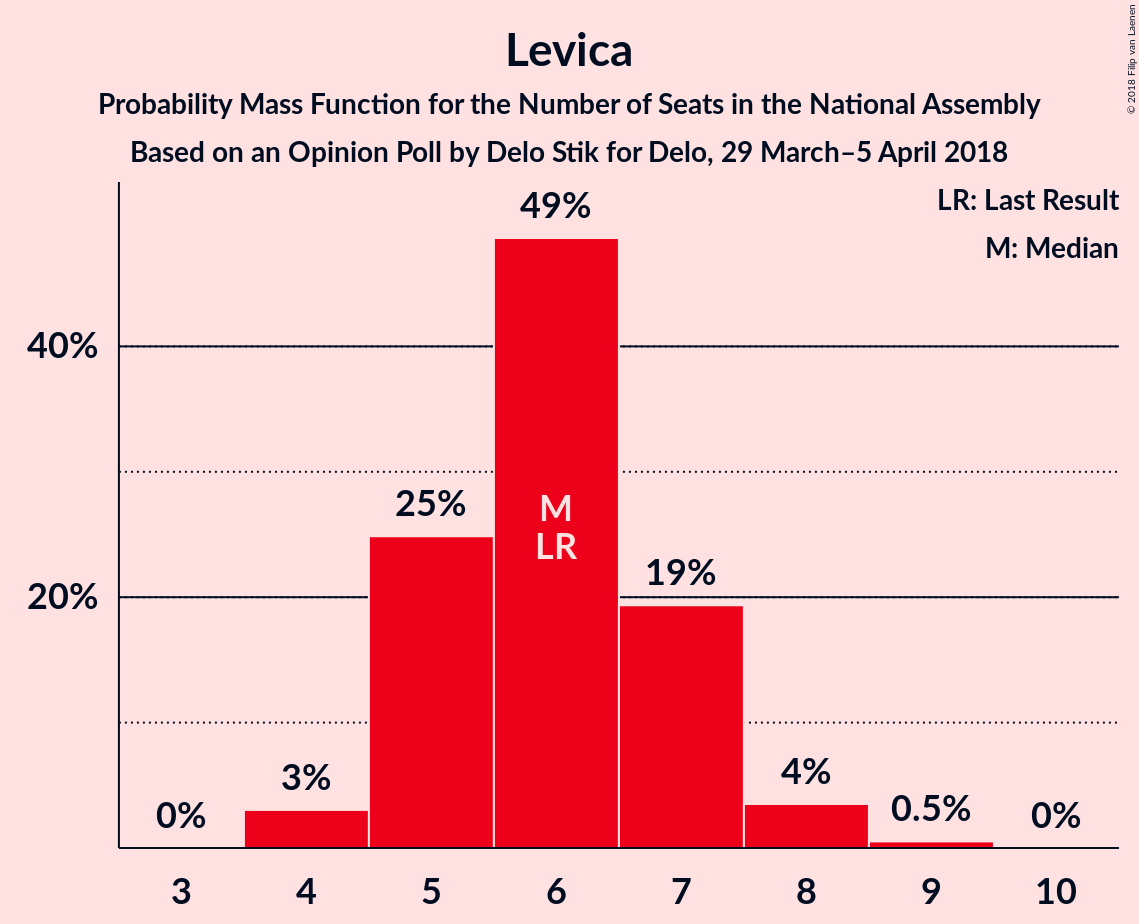 Levica
Probability Mass Function for the Number of Seats in the National Assembly
Based on an Opinion Poll by Delo Stik for Delo, 29 March–5 April 2018
© 2018 Filip van Laenen
LR: Last Result
M: Median
49%
40%
25%
M
LR
19%
20%
0%
3%
4%
0.5%
0%
3 4 5 6 7 8 9 10